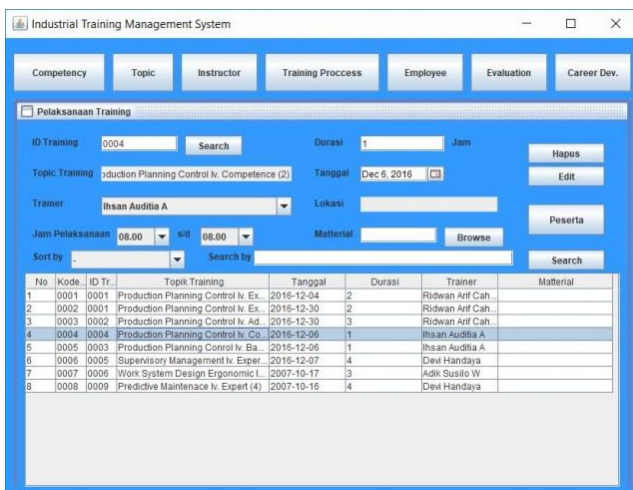 Industrial Training Management System
Competency Topic Instructor Training Proccess Employee Evaluation Career Dev.
Pelaksanaan Training
ID Training 0004 Search Durasi 1 Jam Hapus
Topic Training oduction Planning Control lv. Competence (2) Tanggal Dec 6, 2016 Edit
Trainer Ihsan Auditia A Lokasi Peserta
Jam Pelaksanaan 08.00 s/d 08.00 Matterial Browse
Sort by . Search by Search
No Kode... ID Tr... Topik Training Tanggal Durasi Trainer Matterial
1 0001 0001 Production Planning Control lv. Ex... 2016-12-04 2 Ridwan Arif Cah...
2 0002 0001 Production Planning Control lv. Ex... 2016-12-30 2 Ridwan Arif Cah...
3 0003 0002 Production Planning Control lv. Ad... 2016-12-30 3 Ridwan Arif Cah...
4 0004 0004 Production Planning Control lv. Co... 2016-12-06 1 Ihsan Auditia A
5 0005 0003 Production Planning Conrol lv. Ba... 2016-12-06 1 Ihsan Auditia A
6 0006 0005 Supervisory Management lv. Exper... 2016-12-07 4 Devi Handaya
7 0007 0006 Work System Design Ergonomic l... 2007-10-17 3 Adik Susilo W
8 0008 0009 Predictive Maintenace lv. Expert (4) 2007-10-16 4 Devi Handaya